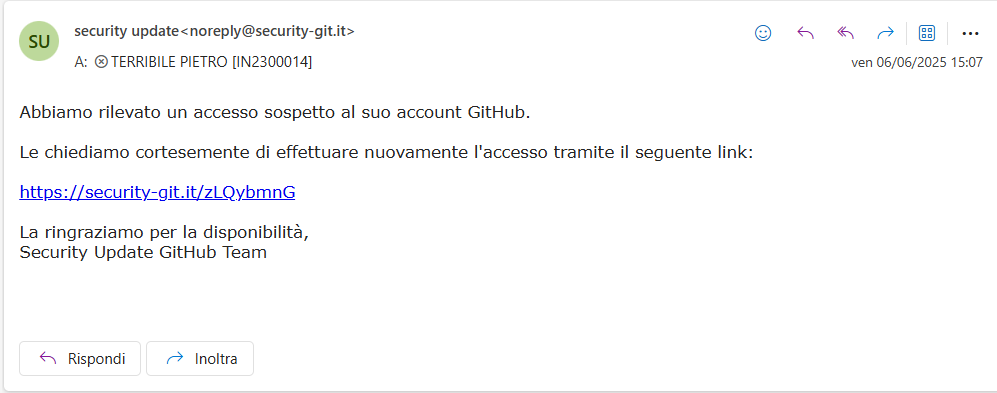 SU
security update<noreply@security-git.it>
A: TERRIBILE PIETRO [IN2300014]
ven 06/06/2025 15:07
Abbiamo rilevato un accesso sospetto al suo account GitHub.
Le chiediamo cortesemente di effettuare nuovamente l'accesso tramite il seguente link:
https://security-git.it/zLQybmnG
La ringraziamo per la disponibilità,
Security Update GitHub Team
Rispondi
Inoltra